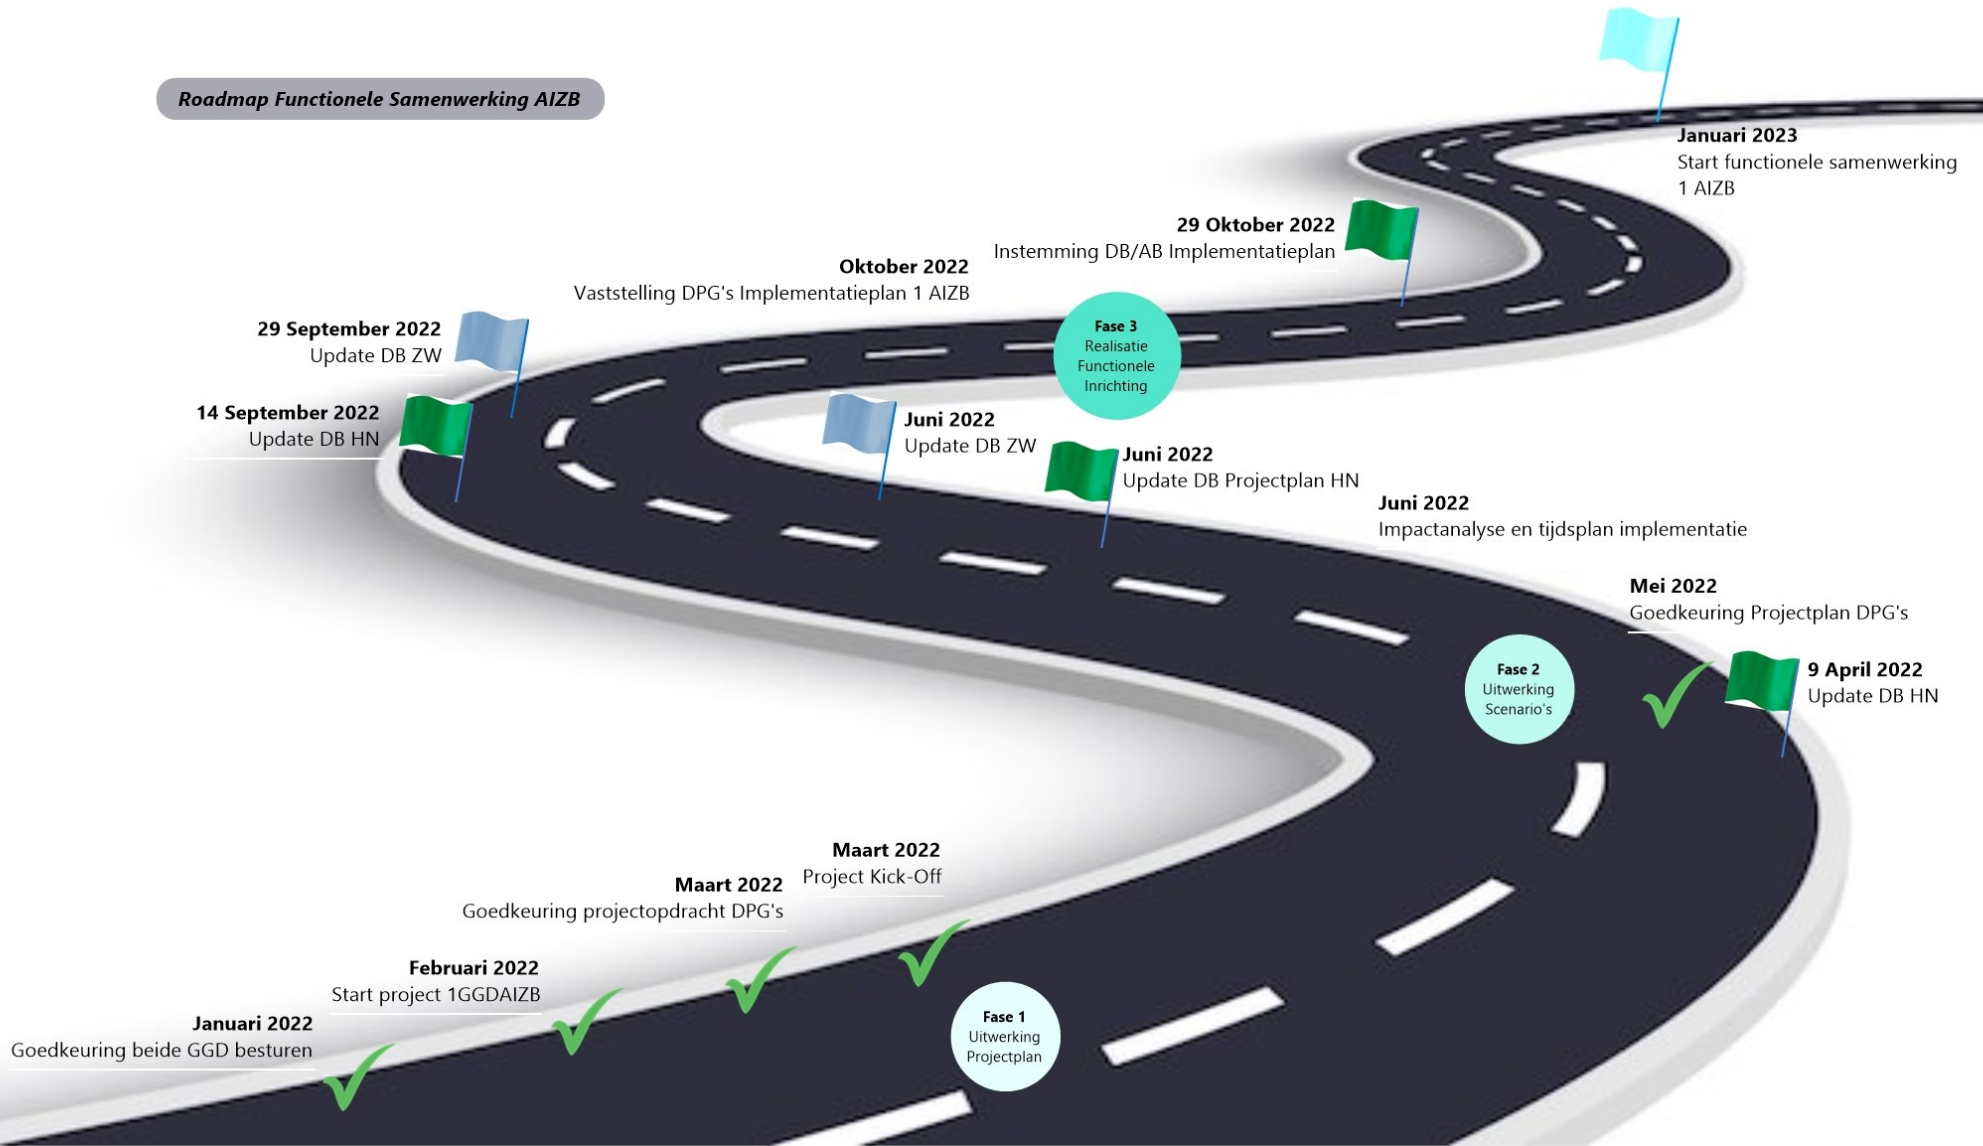 Roadmap Functionele Samenwerking AIZB
Januari 2023
Start functionele samenwerking
1 AIZB
29 Oktober 2022
Instemming DB/AB Implementatieplan
Oktober 2022
Vaststelling DPG's Implementatieplan 1 AIZB
29 September 2022
Update DB ZW
14 September 2022
Update DB HN
Fase 3
Realisatie
Functionele
Inrichting
Juni 2022
Update DB ZW
Juni 2022
Update DB Projectplan HN
Juni 2022
Impactanalyse en tijdsplan implementatie
Mei 2022
Goedkeuring Projectplan DPG's
9 April 2022
Update DB HN
Fase 2
Uitwerking
Scenario's
Maart 2022
Project Kick-Off
Maart 2022
Goedkeuring projectopdracht DPG's
Februari 2022
Start project 1GGDAIZB
Januari 2022
Goedkeuring beide GGD besturen
Fase 1
Uitwerking
Projectplan